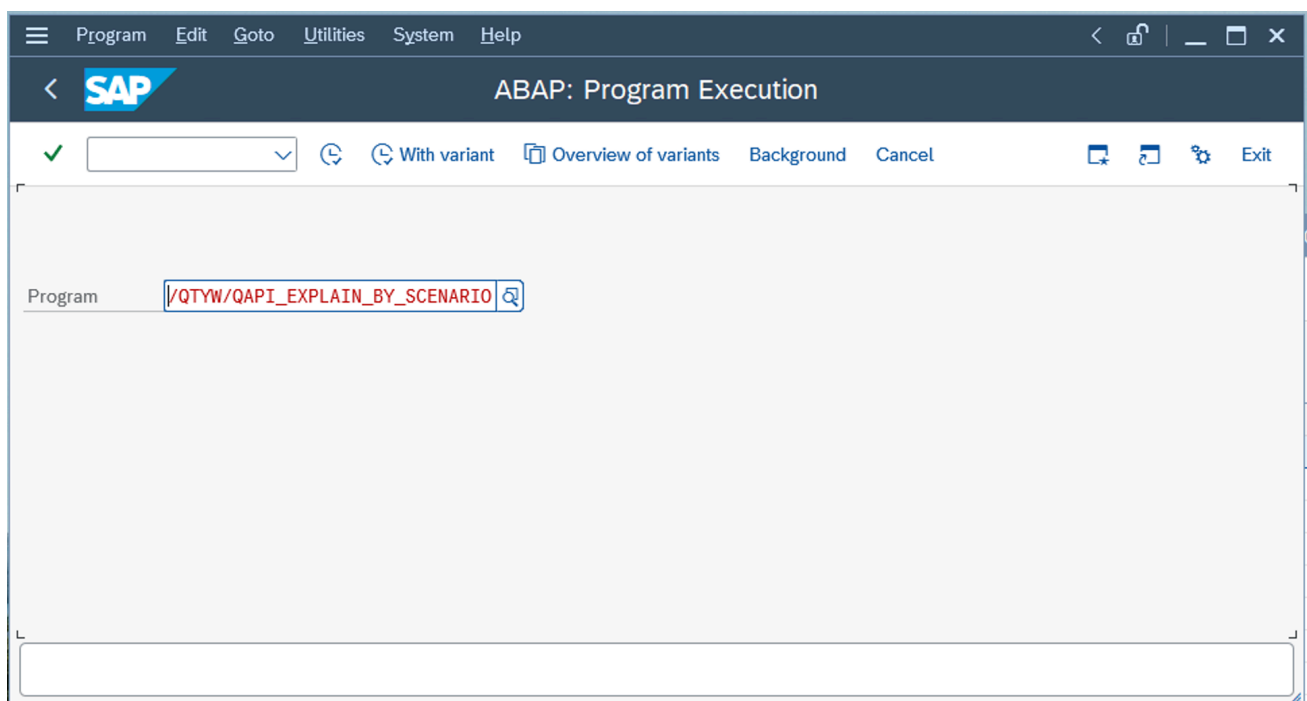 Program Edit Goto Utilities System Help
SAP ABAP: Program Execution
With variant Overview of variants Background Cancel Exit
Program /QTYW/QAPI_EXPLAIN_BY_SCENARIO